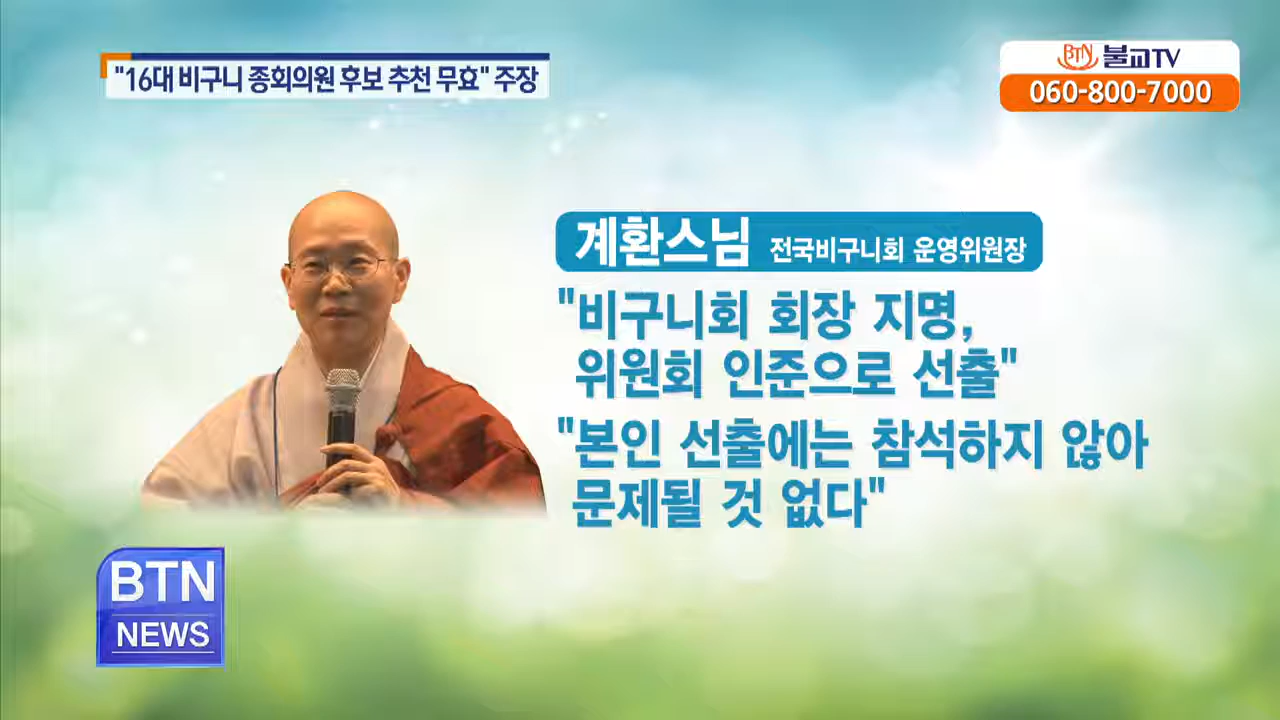 "16대 비구니 종회의원 후보 추천 무효" 주장
BTN 불교TV
060-800-7000
계환스님 전국비구니회 운영위원장
"비구니회 회장 지명,
위원회 인준으로 선출"
"본인 선출에는 참석하지 않아
문제될 것 없다"
BTN
NEWS